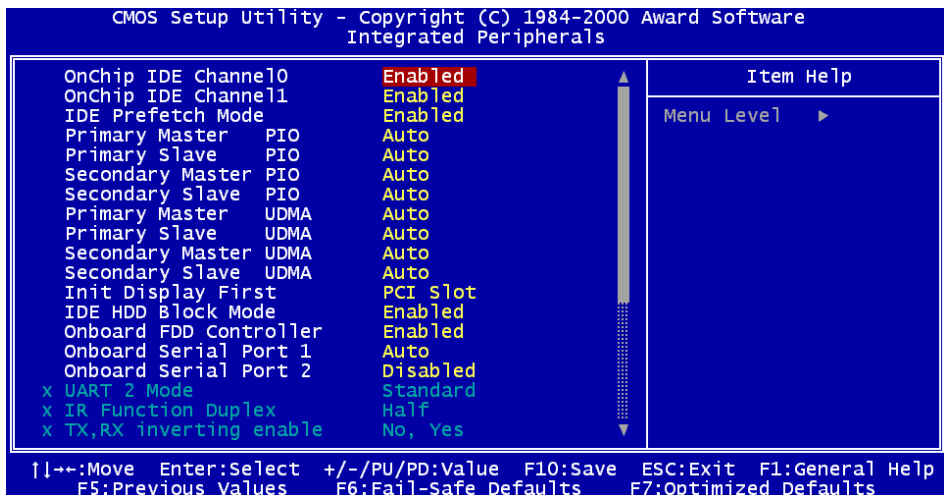 CMOS Setup Utility - Copyright (C) 1984-2000 Award Software
Integrated Peripherals
OnChip IDE Channel0 Enabled
OnChip IDE Channel1 Enabled
IDE Prefetch Mode Enabled
Primary Master PIO Auto
Primary Slave PIO Auto
Secondary Master PIO Auto
Secondary Slave PIO Auto
Primary Master UDMA Auto
Primary Slave UDMA Auto
Secondary Master UDMA Auto
Secondary Slave UDMA Auto
Init Display First PCI Slot
IDE HDD Block Mode Enabled
Onboard FDD Controller Enabled
Onboard Serial Port 1 Auto
Onboard Serial Port 2 Disabled
x UART 2 Mode Standard
x IR Function Duplex Half
x TX,RX inverting enable No, Yes
Item Help
Menu Level ►
↑↓→←:Move Enter:Select +/-/PU/PD:Value F10:Save ESC:Exit F1:General Help
F5:Previous Values F6:Fail-Safe Defaults F7:Optimized Defaults